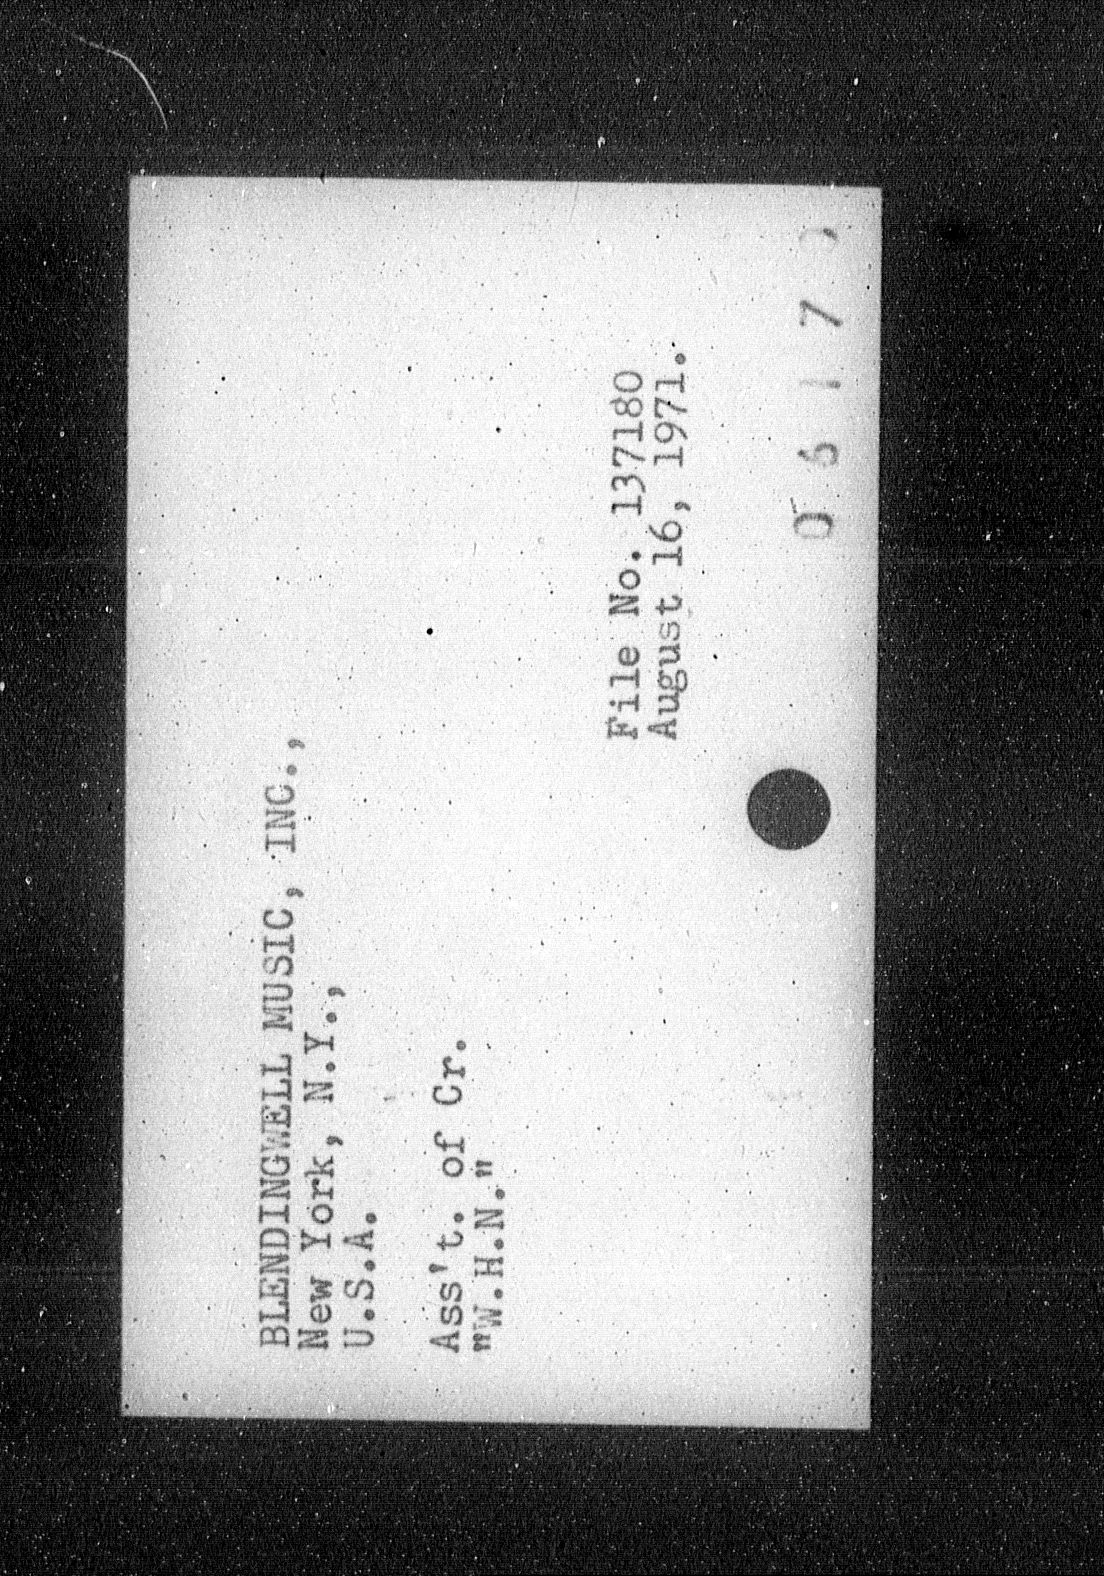 BLENDINGWELL MUSIC, INC.,
New York, N.Y.,
U.S.A.
Ass't. of Cr.
"W.H.N."
File No. 137180
August 16, 1971.